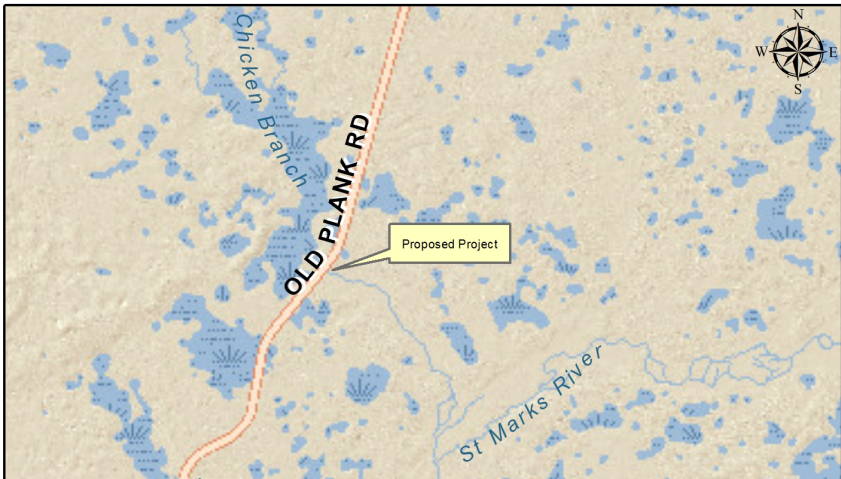 N
W
E
S
Chicken Branch
OLD PLANK RD
Proposed Project
St Marks River